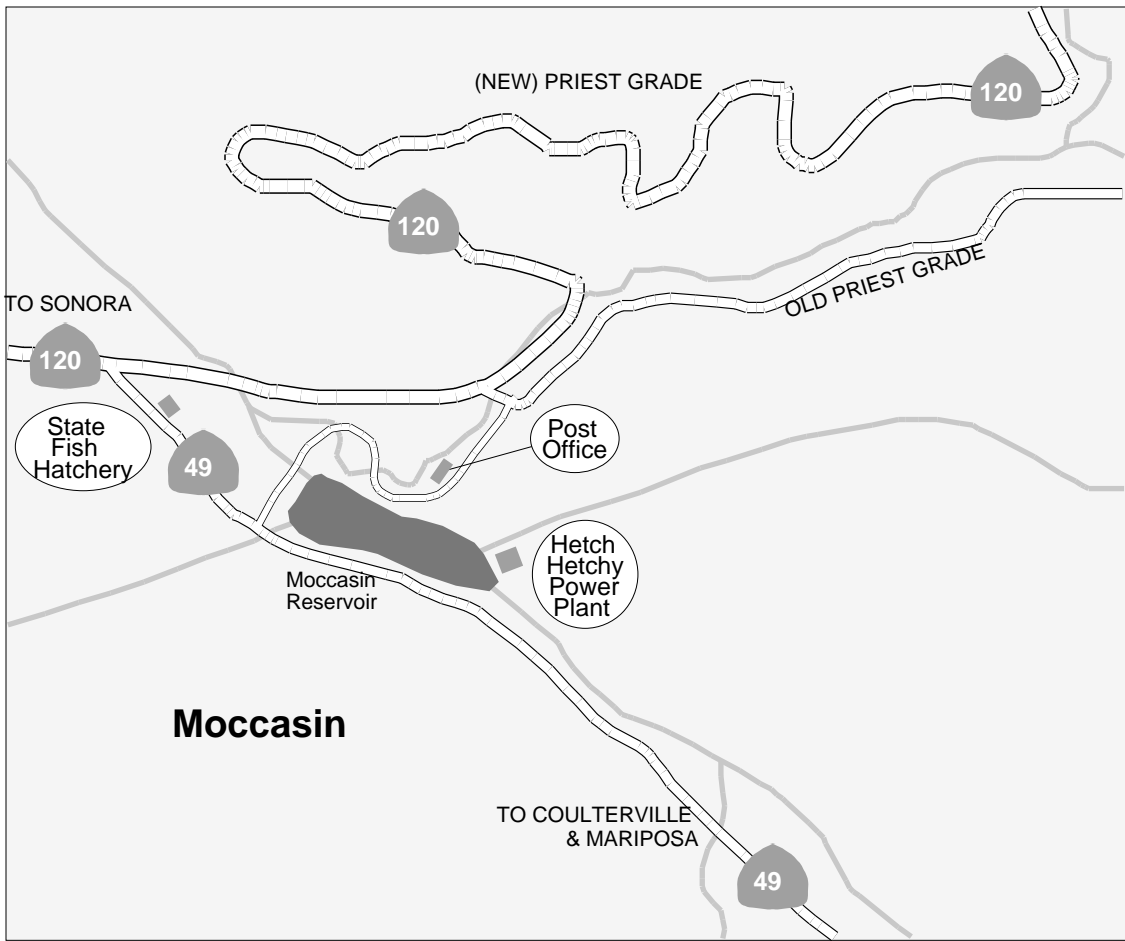 (NEW) PRIEST GRADE
120
120
OLD PRIEST GRADE
TO SONORA
120
State
Fish
Hatchery
49
Post
Office
Hetch
Hetchy
Power
Plant
Moccasin
Reservoir
Moccasin
TO COULTERVILLE
& MARIPOSA
49